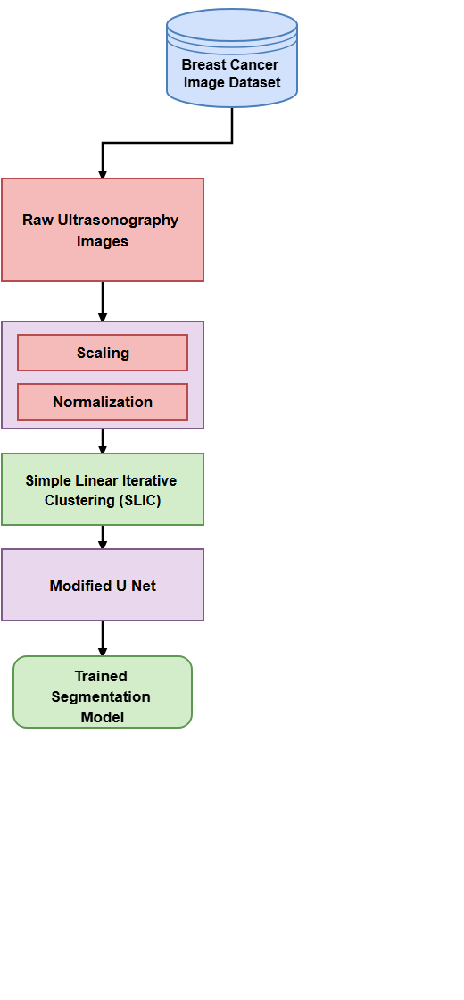 Breast Cancer
Image Dataset
Raw Ultrasonography
Images
Scaling
Normalization
Simple Linear Iterative
Clustering (SLIC)
Modified U Net
Trained
Segmentation
Model